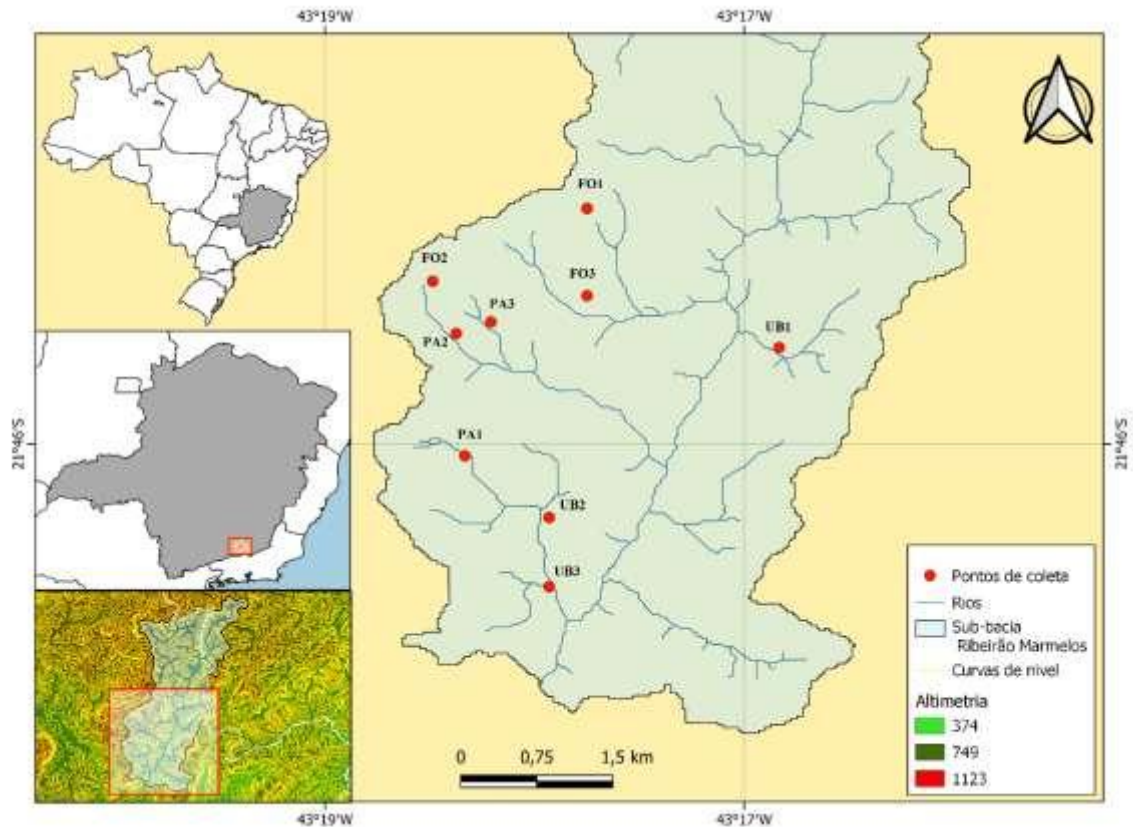 43°19'W
43°17'W
FO1
FO2
FO3
PA3
PA2
UB1
21°46'S
21°46'S
PA1
UB2
UB3
0 0,75 1,5 km
Pontos de coleta
Rios
Sub-bacia
Ribeirão Marmelos
Curvas de nivel
Altimetria
374
749
1123
43°19'W
43°17'W